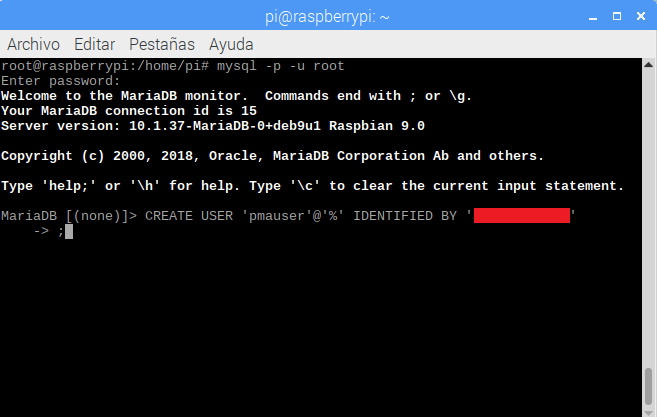 pi@raspberrypi: ~
Archivo Editar Pestañas Ayuda
root@raspberrypi:/home/pi# mysql -p -u root
Enter password:
Welcome to the MariaDB monitor.  Commands end with ; or \g.
Your MariaDB connection id is 15
Server version: 10.1.37-MariaDB-0+deb9u1 Raspbian 9.0
Copyright (c) 2000, 2018, Oracle, MariaDB Corporation Ab and others.
Type 'help;' or '\h' for help. Type '\c' to clear the current input statement.
MariaDB [(none)]> CREATE USER 'pmauser'@'%' IDENTIFIED BY ' '
    -> ;